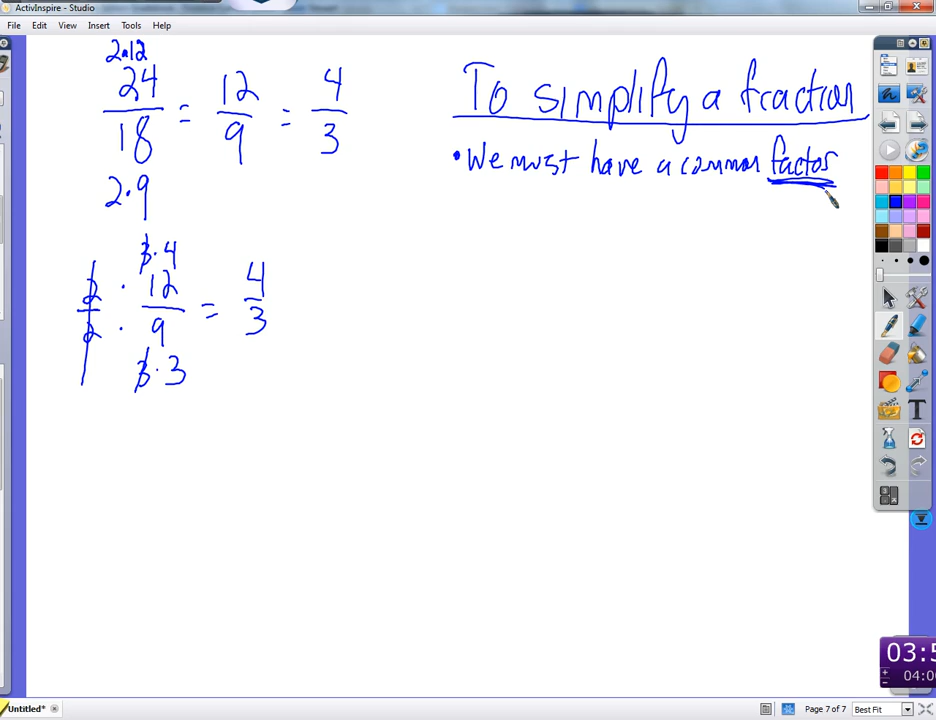 ActivInspire - Studio
File Edit View Insert Tools Help
2·12
24/18 = 12/9 = 4/3
2·9
To simplify a fraction
• We must have a common factor
3·4
2/2 · 12/9 = 4/3
3·3
03:5
04:00
Untitled*
Page 7 of 7
Best Fit